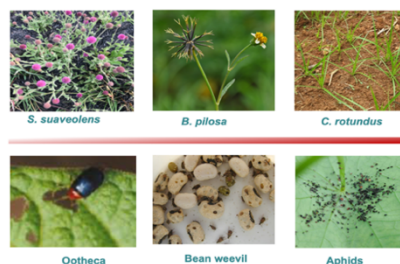 S. suaveolens
B. pilosa
C. rotundus
Ootheca
Bean weevil
Aphids